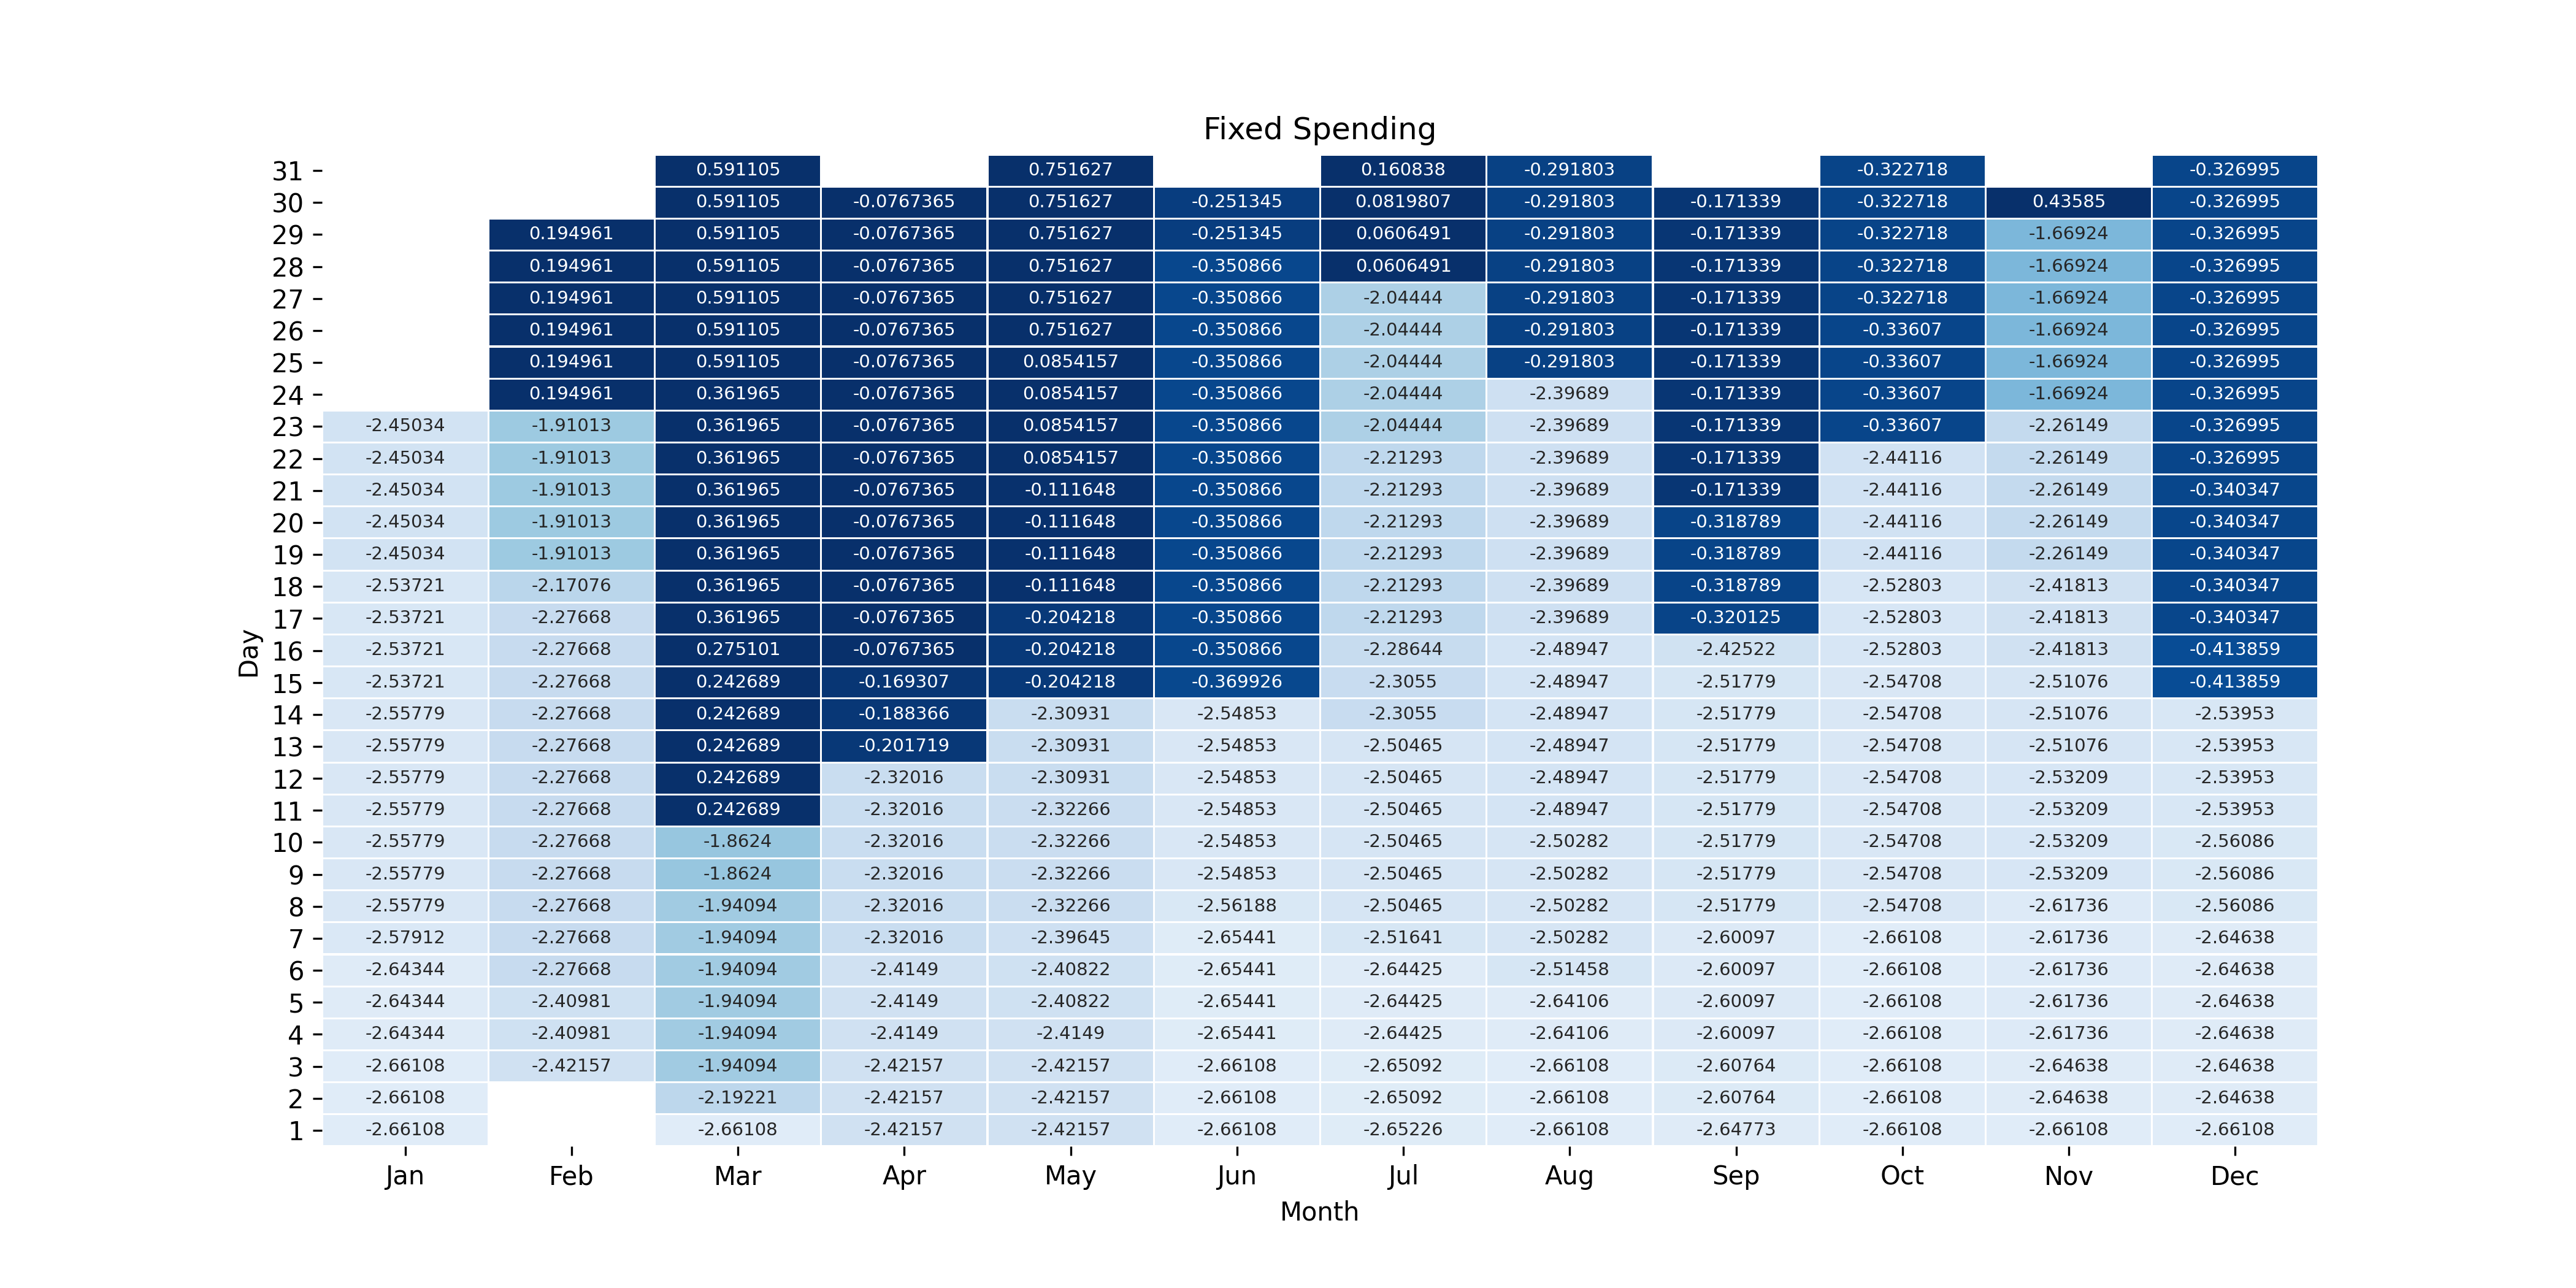 Fixed Spending
31 0.591105 0.751627 0.160838 -0.291803 -0.322718 -0.326995
30 0.591105 -0.0767365 0.751627 -0.251345 0.0819807 -0.291803 -0.171339 -0.322718 0.43585 -0.326995
29 0.194961 0.591105 -0.0767365 0.751627 -0.251345 0.0606491 -0.291803 -0.171339 -0.322718 -1.66924 -0.326995
28 0.194961 0.591105 -0.0767365 0.751627 -0.350866 0.0606491 -0.291803 -0.171339 -0.322718 -1.66924 -0.326995
27 0.194961 0.591105 -0.0767365 0.751627 -0.350866 -2.04444 -0.291803 -0.171339 -0.322718 -1.66924 -0.326995
26 0.194961 0.591105 -0.0767365 0.751627 -0.350866 -2.04444 -0.291803 -0.171339 -0.33607 -1.66924 -0.326995
25 0.194961 0.591105 -0.0767365 0.0854157 -0.350866 -2.04444 -0.291803 -0.171339 -0.33607 -1.66924 -0.326995
24 0.194961 0.361965 -0.0767365 0.0854157 -0.350866 -2.04444 -2.39689 -0.171339 -0.33607 -1.66924 -0.326995
23 -2.45034 -1.91013 0.361965 -0.0767365 0.0854157 -0.350866 -2.04444 -2.39689 -0.171339 -0.33607 -2.26149 -0.326995
22 -2.45034 -1.91013 0.361965 -0.0767365 0.0854157 -0.350866 -2.21293 -2.39689 -0.171339 -2.44116 -2.26149 -0.326995
21 -2.45034 -1.91013 0.361965 -0.0767365 -0.111648 -0.350866 -2.21293 -2.39689 -0.171339 -2.44116 -2.26149 -0.340347
20 -2.45034 -1.91013 0.361965 -0.0767365 -0.111648 -0.350866 -2.21293 -2.39689 -0.318789 -2.44116 -2.26149 -0.340347
19 -2.45034 -1.91013 0.361965 -0.0767365 -0.111648 -0.350866 -2.21293 -2.39689 -0.318789 -2.44116 -2.26149 -0.340347
18 -2.53721 -2.17076 0.361965 -0.0767365 -0.111648 -0.350866 -2.21293 -2.39689 -0.318789 -2.52803 -2.41813 -0.340347
17 -2.53721 -2.27668 0.361965 -0.0767365 -0.204218 -0.350866 -2.21293 -2.39689 -0.320125 -2.52803 -2.41813 -0.340347
16 -2.53721 -2.27668 0.275101 -0.0767365 -0.204218 -0.350866 -2.28644 -2.48947 -2.42522 -2.52803 -2.41813 -0.413859
15 -2.53721 -2.27668 0.242689 -0.169307 -0.204218 -0.369926 -2.3055 -2.48947 -2.51779 -2.54708 -2.51076 -0.413859
14 -2.55779 -2.27668 0.242689 -0.188366 -2.30931 -2.54853 -2.3055 -2.48947 -2.51779 -2.54708 -2.51076 -2.53953
13 -2.55779 -2.27668 0.242689 -0.201719 -2.30931 -2.54853 -2.50465 -2.48947 -2.51779 -2.54708 -2.51076 -2.53953
12 -2.55779 -2.27668 0.242689 -2.32016 -2.30931 -2.54853 -2.50465 -2.48947 -2.51779 -2.54708 -2.53209 -2.53953
11 -2.55779 -2.27668 0.242689 -2.32016 -2.32266 -2.54853 -2.50465 -2.48947 -2.51779 -2.54708 -2.53209 -2.53953
10 -2.55779 -2.27668 -1.8624 -2.32016 -2.32266 -2.54853 -2.50465 -2.50282 -2.51779 -2.54708 -2.53209 -2.56086
9 -2.55779 -2.27668 -1.8624 -2.32016 -2.32266 -2.54853 -2.50465 -2.50282 -2.51779 -2.54708 -2.53209 -2.56086
8 -2.55779 -2.27668 -1.94094 -2.32016 -2.32266 -2.56188 -2.50465 -2.50282 -2.51779 -2.54708 -2.61736 -2.56086
7 -2.57912 -2.27668 -1.94094 -2.32016 -2.39645 -2.65441 -2.51641 -2.50282 -2.60097 -2.66108 -2.61736 -2.64638
6 -2.64344 -2.27668 -1.94094 -2.4149 -2.40822 -2.65441 -2.64425 -2.51458 -2.60097 -2.66108 -2.61736 -2.64638
5 -2.64344 -2.40981 -1.94094 -2.4149 -2.40822 -2.65441 -2.64425 -2.64106 -2.60097 -2.66108 -2.61736 -2.64638
4 -2.64344 -2.40981 -1.94094 -2.4149 -2.4149 -2.65441 -2.64425 -2.64106 -2.60097 -2.66108 -2.61736 -2.64638
3 -2.66108 -2.42157 -1.94094 -2.42157 -2.42157 -2.66108 -2.65092 -2.66108 -2.60764 -2.66108 -2.64638 -2.64638
2 -2.66108 -2.19221 -2.42157 -2.42157 -2.66108 -2.65092 -2.66108 -2.60764 -2.66108 -2.64638 -2.64638
1 -2.66108 -2.66108 -2.42157 -2.42157 -2.66108 -2.65226 -2.66108 -2.64773 -2.66108 -2.66108 -2.66108
Day
Jan Feb Mar Apr May Jun Jul Aug Sep Oct Nov Dec
Month